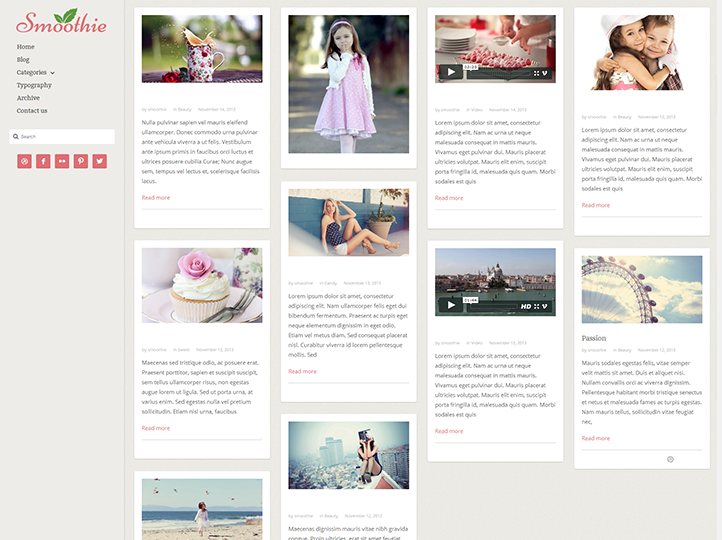 Smoothie
Home
Blog
Categories
Typography
Archive
Contact us
Search
by smoothie in Beauty November 14, 2013
Nulla purinar sapien vel mauris eleifend
ullamcorper. Donec commodo urna pulvinar
ante vehicula viverra a ut felis. Vestibulum
ante ipsum primis in faucibus orci luctus et
ultrices posuere cubilia Curae; Nunc augue
sem, tempus vel lectus et, scelerisque facilisis
lacus.
Read more
by smoothie in Sweet November 13, 2013
Maecenas sed tristique odio, ac posuere erat.
Praesent porttitor, sapien et suscipit suscipit,
sem tellus ullamcorper risus, non egestas
augue lorem ut ligula. Sed ut porta urna, at
varius enim. Sed egestas nulla vel pretium
sollicitudin. Etiam nisl urna, faucibus
Read more
by smoothie in Candy November 13, 2013
Lorem ipsum dolor sit amet, consectetur
adipiscing elit. Nam ullamcorper felis eget dui
bibendum fermentum. Praesent ac turpis eget
neque elementum dignissim in eget odio.
Etiam vel metus diam. Sed consequat placerat
nisl. Curabitur viverra id lorem pellentesque
mollis. Sed
Read more
by smoothie in Beauty November 12, 2013
Maecenas dignissim mauris vitae nibh gravida
congue. Proin ultricies, erat sit amet feugiat
02:23
by smoothie in Video November 14, 2013
Lorem ipsum dolor sit amet, consectetur
adipiscing elit. Nam ac urna ut neque
malesuada consequat in mattis mauris.
Vivamus eget pulvinar dui. Mauris placerat
ultricies volutpat. Mauris elit enim, suscipit
porta fringilla id, malesuada quis quam. Morbi
sodales est quis
Read more
01:48
HD
by smoothie in Video November 13, 2013
Lorem ipsum dolor sit amet, consectetur
adipiscing elit. Nam ac urna ut neque
malesuada consequat in mattis mauris.
Vivamus eget pulvinar dui. Mauris placerat
ultricies volutpat. Mauris elit enim, suscipit
porta fringilla id, malesuada quis quam. Morbi
sodales est quis
Read more
by smoothie in Beauty November 13, 2013
Lorem ipsum dolor sit amet, consectetur
adipiscing elit. Nam ac urna ut neque
malesuada consequat in mattis mauris.
Vivamus eget pulvinar dui. Mauris placerat
ultricies volutpat. Mauris elit enim, suscipit
porta fringilla id, malesuada quis quam. Morbi
sodales est quis
Read more
Passion
by smoothie in Beauty November 12, 2013
Mauris sodales egestas felis, vitae semper
velit mattis sit amet. Duis et aliquet nisi.
Nullam convallis orci ac viverra dignissim.
Pellentesque habitant morbi tristique senectus
et netus et malesuada fames ac turpis egestas.
Nam mauris tellus, sollicitudin vitae feugiat
nec,
Read more